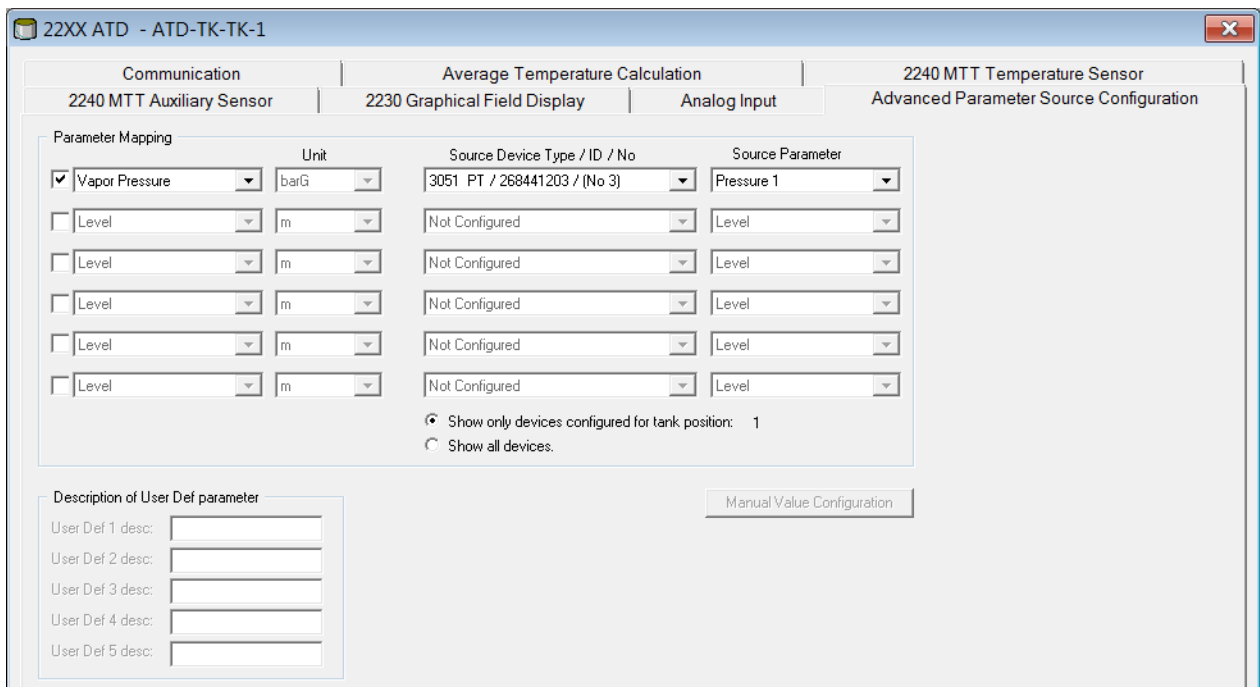 22XX ATD - ATD-TK-TK-1
Communication Average Temperature Calculation 2240 MTT Temperature Sensor
2240 MTT Auxiliary Sensor 2230 Graphical Field Display Analog Input Advanced Parameter Source Configuration
Parameter Mapping
Unit Source Device Type / ID / No Source Parameter
Vapor Pressure barG 3051 PT / 268441203 / (No 3) Pressure 1
Level m Not Configured Level
Level m Not Configured Level
Level m Not Configured Level
Level m Not Configured Level
Level m Not Configured Level
Show only devices configured for tank position: 1
Show all devices.
Description of User Def parameter
Manual Value Configuration
User Def 1 desc:
User Def 2 desc:
User Def 3 desc:
User Def 4 desc:
User Def 5 desc: